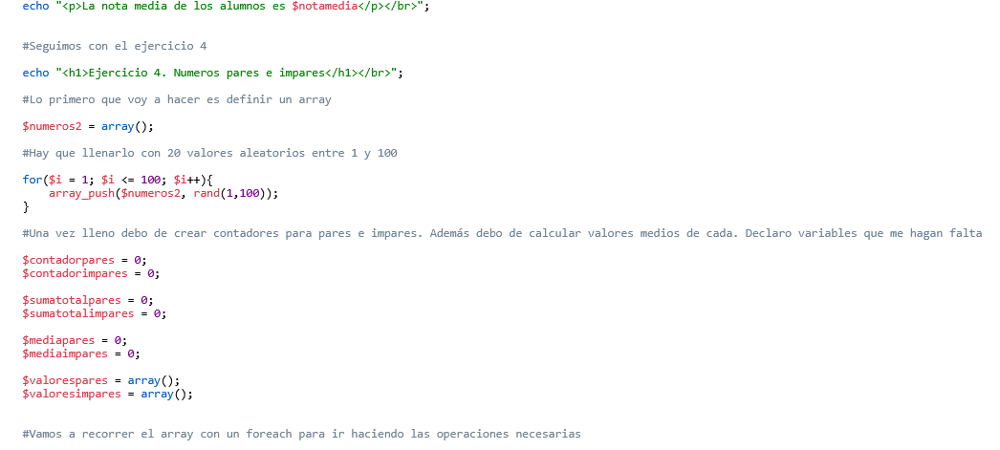 echo "<p>La nota media de los alumnos es $notamedia</p></br>";
#Seguimos con el ejercicio 4
echo "<h1>Ejercicio 4. Numeros pares e impares</h1></br>";
#Lo primero que voy a hacer es definir un array
$numeros2 = array();
#Hay que llenarlo con 20 valores aleatorios entre 1 y 100
for($i = 1; $i <= 100; $i++){
    array_push($numeros2, rand(1,100));
}
#Una vez lleno debo de crear contadores para pares e impares. Además debo de calcular valores medios de cada. Declaro variables que me hagan falta
$contadorpares = 0;
$contadorimpares = 0;
$sumatotalpares = 0;
$sumatotalimpares = 0;
$mediapares = 0;
$mediaimpares = 0;
$valorespares = array();
$valoresimpares = array();
#Vamos a recorrer el array con un foreach para ir haciendo las operaciones necesarias